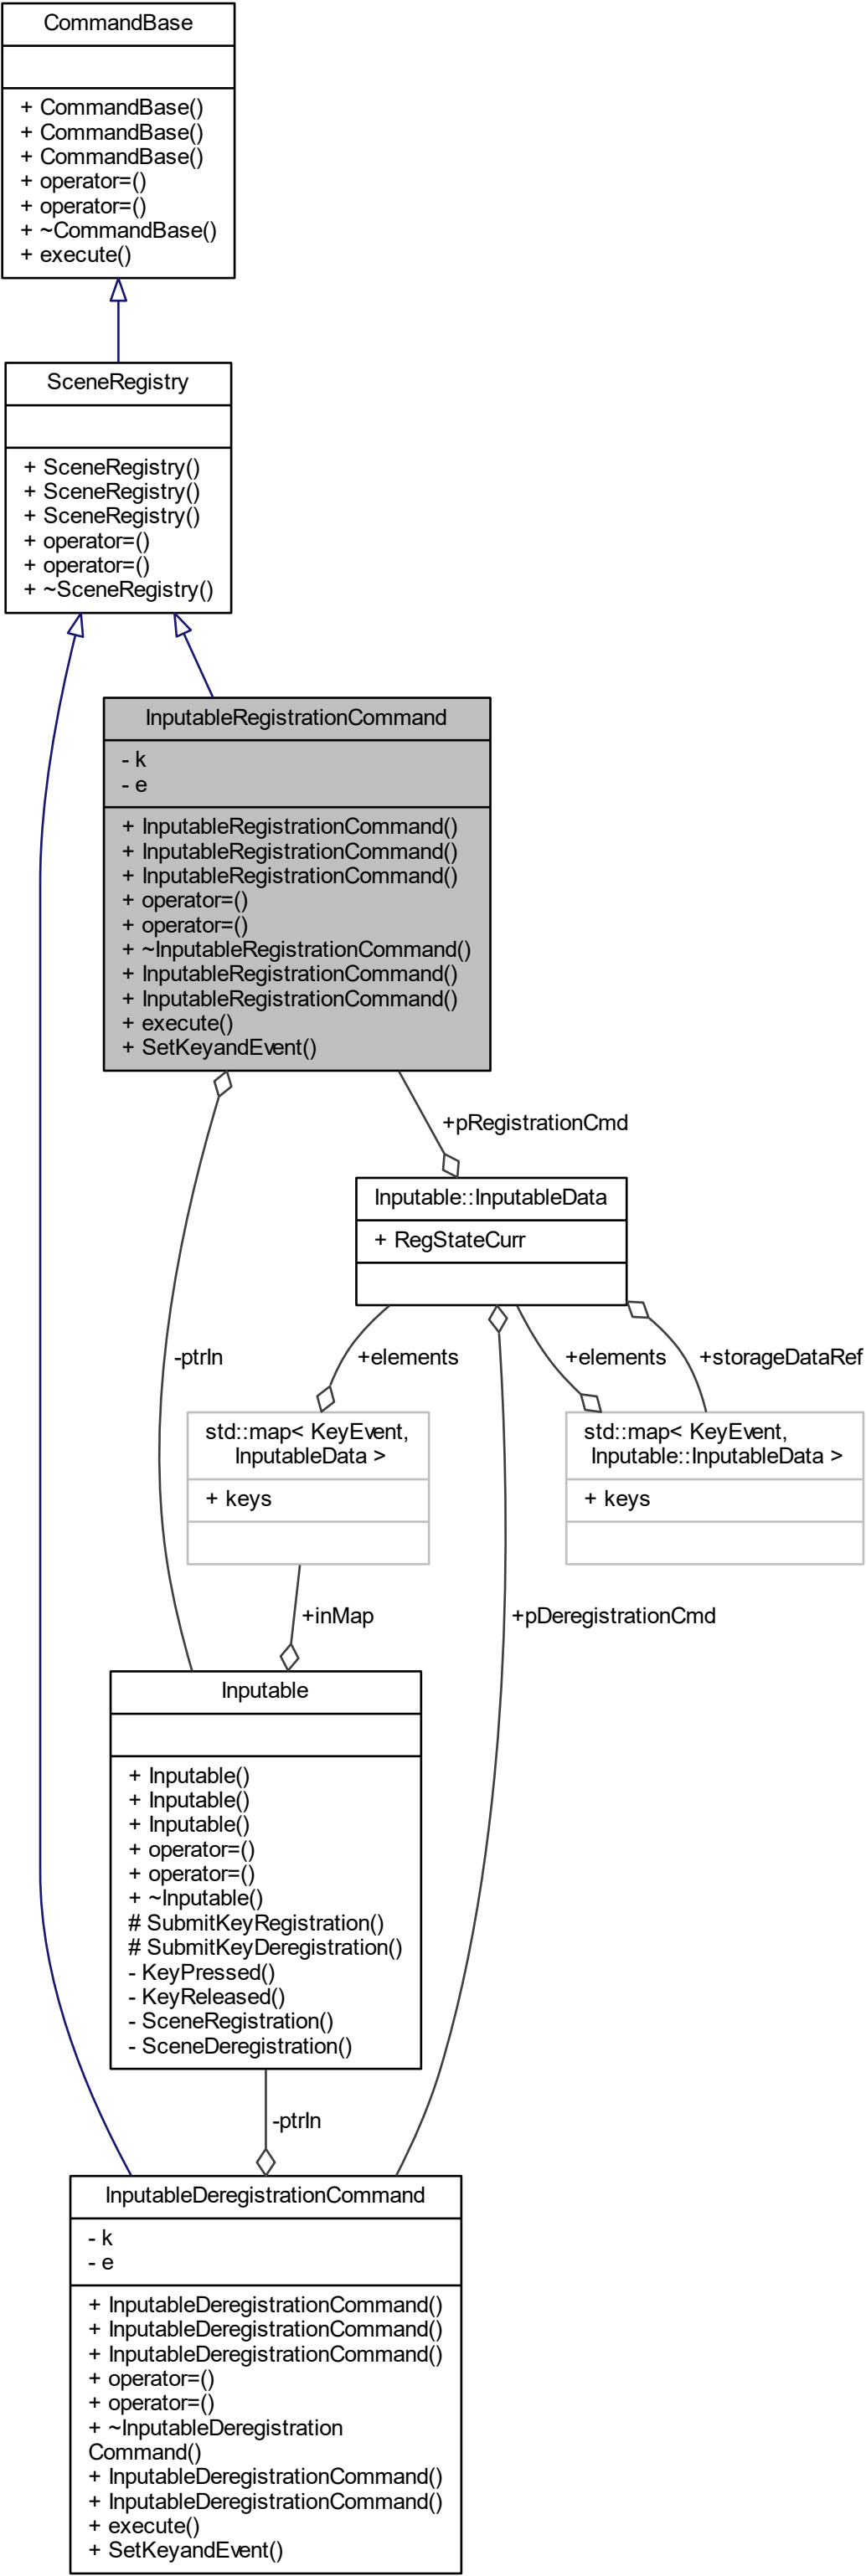 CommandBase
+ CommandBase()
+ CommandBase()
+ CommandBase()
+ operator=()
+ operator=()
+ ~CommandBase()
+ execute()
SceneRegistry
+ SceneRegistry()
+ SceneRegistry()
+ SceneRegistry()
+ operator=()
+ operator=()
+ ~SceneRegistry()
InputableRegistrationCommand
- k
- e
+ InputableRegistrationCommand()
+ InputableRegistrationCommand()
+ InputableRegistrationCommand()
+ operator=()
+ operator=()
+ ~InputableRegistrationCommand()
+ InputableRegistrationCommand()
+ InputableRegistrationCommand()
+ execute()
+ SetKeyandEvent()
+pRegistrationCmd
Inputable::InputableData
+ RegStateCurr
-ptrIn
+elements
+elements
+storageDataRef
std::map< KeyEvent,
InputableData >
+ keys
std::map< KeyEvent,
Inputable::InputableData >
+ keys
+inMap
+pDeregistrationCmd
Inputable
+ Inputable()
+ Inputable()
+ Inputable()
+ operator=()
+ operator=()
+ ~Inputable()
# SubmitKeyRegistration()
# SubmitKeyDeregistration()
- KeyPressed()
- KeyReleased()
- SceneRegistration()
- SceneDeregistration()
-ptrIn
InputableDeregistrationCommand
- k
- e
+ InputableDeregistrationCommand()
+ InputableDeregistrationCommand()
+ InputableDeregistrationCommand()
+ operator=()
+ operator=()
+ ~InputableDeregistration
Command()
+ InputableDeregistrationCommand()
+ InputableDeregistrationCommand()
+ execute()
+ SetKeyandEvent()